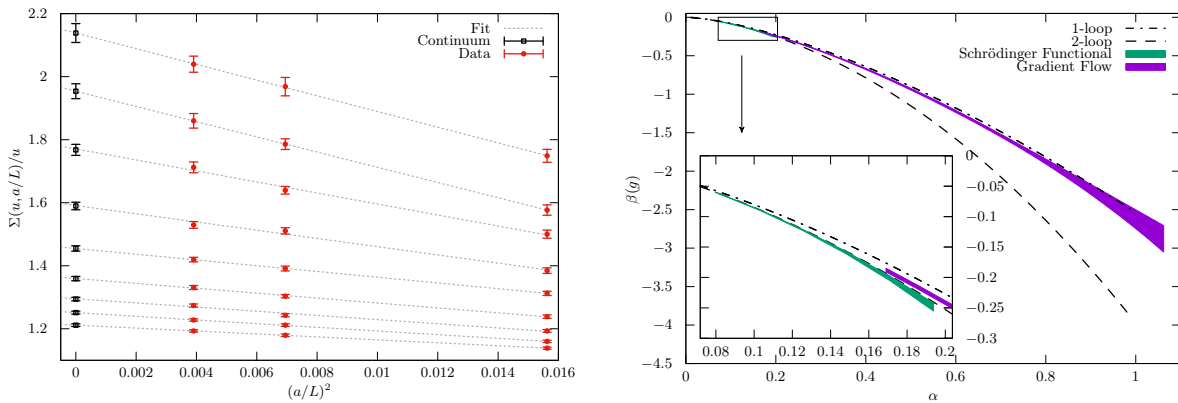 Fit
Continuum
Data
2.2
2
1.8
1.6
1.4
1.2
Σ(u, a/L)/u
0 0.002 0.004 0.006 0.008 0.01 0.012 0.014 0.016
(a/L)²
1-loop
2-loop
Schrödinger Functional
Gradient Flow
0
−0.5
−1
−1.5
−2
−2.5
−3
−3.5
−4
−4.5
β(g)
0 0.2 0.4 0.6 0.8 1
α
0
−0.05
−0.1
−0.15
−0.2
−0.25
−0.3
0.08 0.1 0.12 0.14 0.16 0.18 0.2